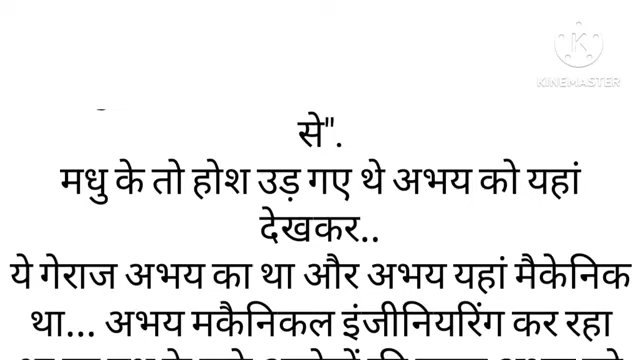 KINEMASTER
से".
मधु के तो होश उड़ गए थे अभय को यहां
देखकर..
ये गेराज अभय का था और अभय यहां मैकेनिक
था... अभय मकैनिकल इंजीनियरिंग कर रहा